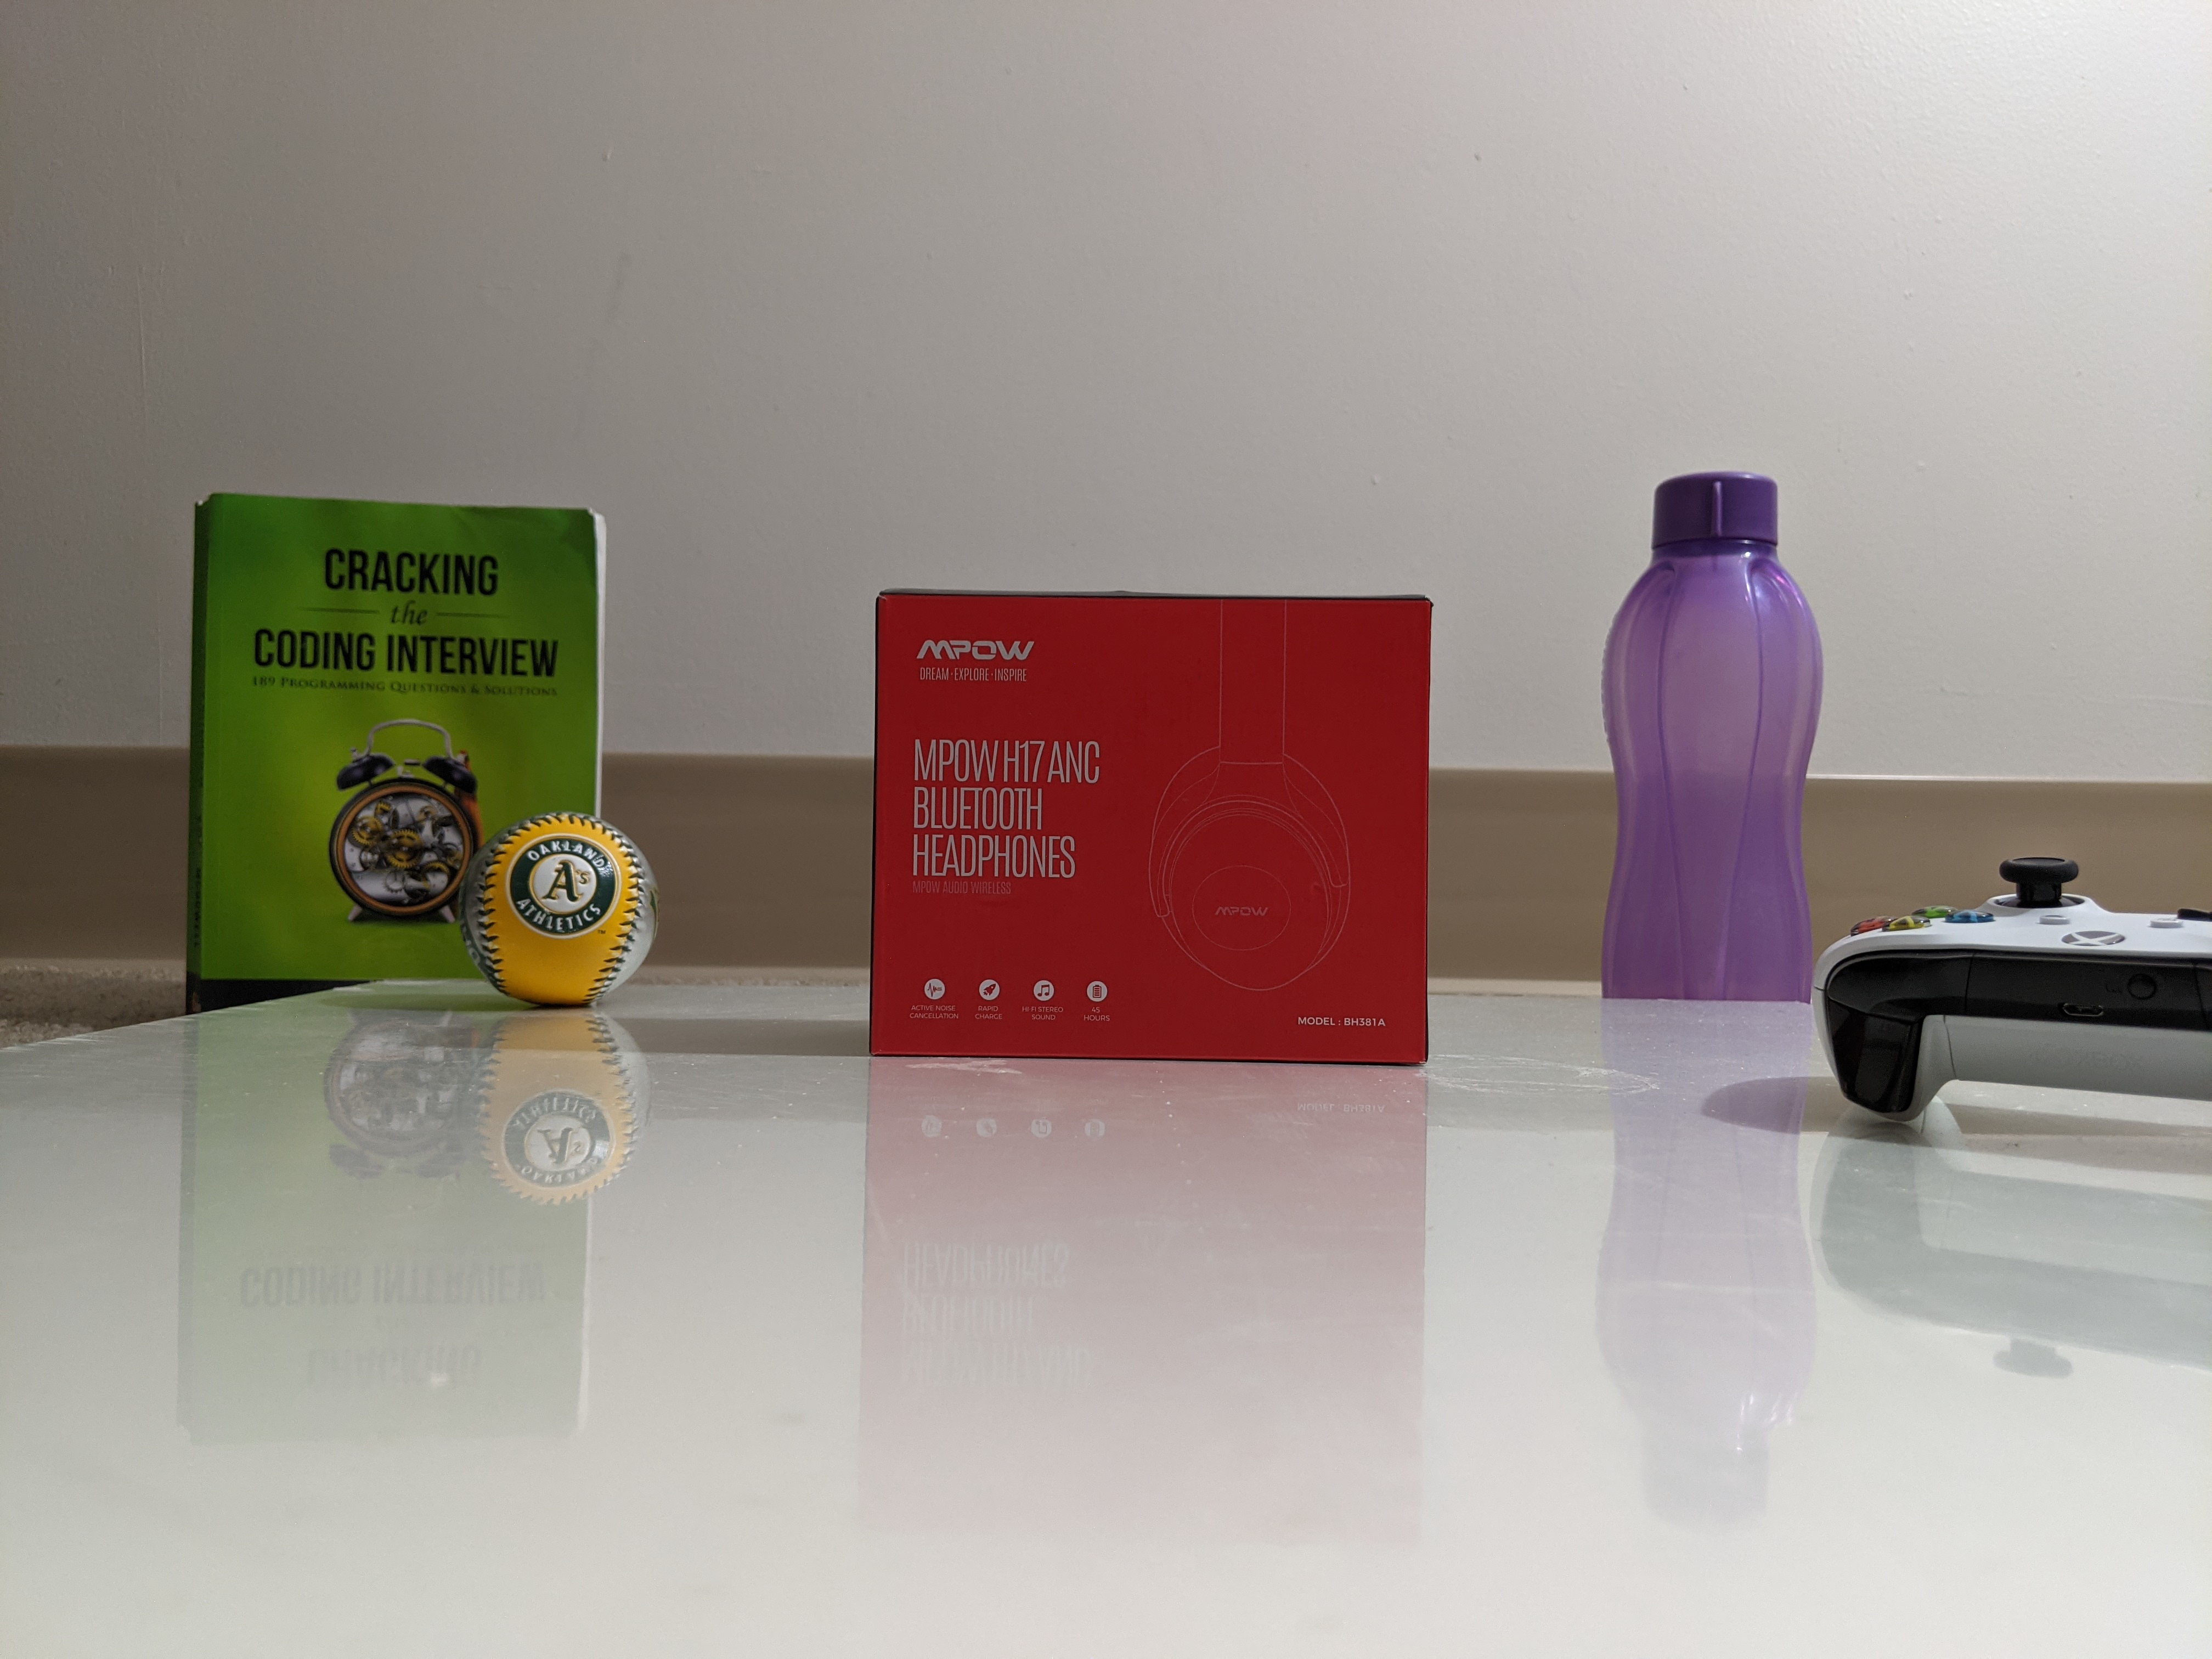 CRACKING
the
CODING INTERVIEW
189 PROGRAMMING QUESTIONS & SOLUTIONS
OAKLAND
A's
ATHLETICS
TM
MPOW
DREAM·EXPLORE·INSPIRE
MPOW H17 ANC
BLUETOOTH
HEADPHONES
MPOW AUDIO WIRELESS
MPOW
ACTIVE NOISE
CANCELLATION
RAPID
CHARGE
HI FI STEREO
SOUND
45
HOURS
MODEL : BH381A